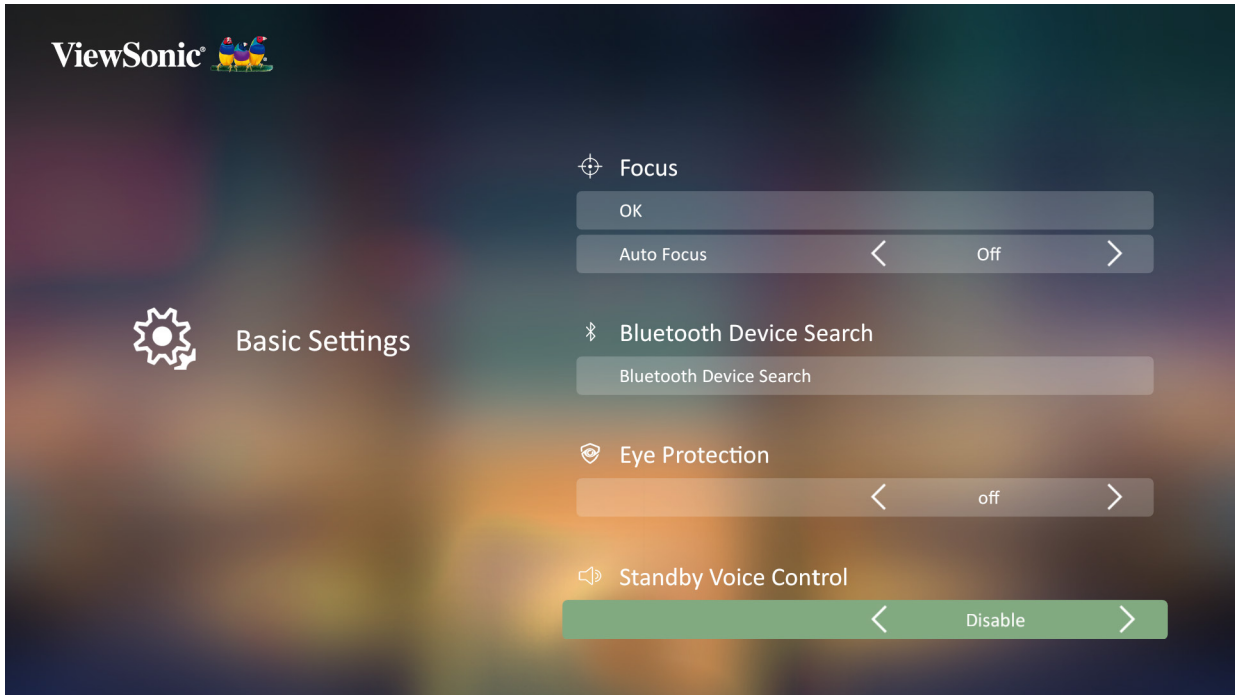 ViewSonic®
Focus
OK
Auto Focus Off
Basic Settings
Bluetooth Device Search
Bluetooth Device Search
Eye Protection
off
Standby Voice Control
Disable